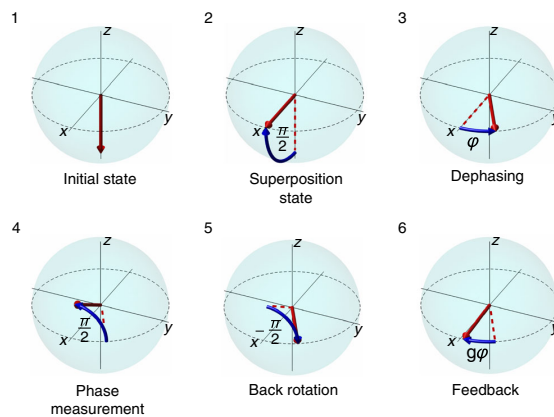 1
z
x
y
Initial state
2
z
x
y
π/2
Superposition
state
3
z
x
y
φ
Dephasing
4
z
x
y
π/2
Phase
measurement
5
z
x
y
−π/2
Back rotation
6
z
x
y
gφ
Feedback